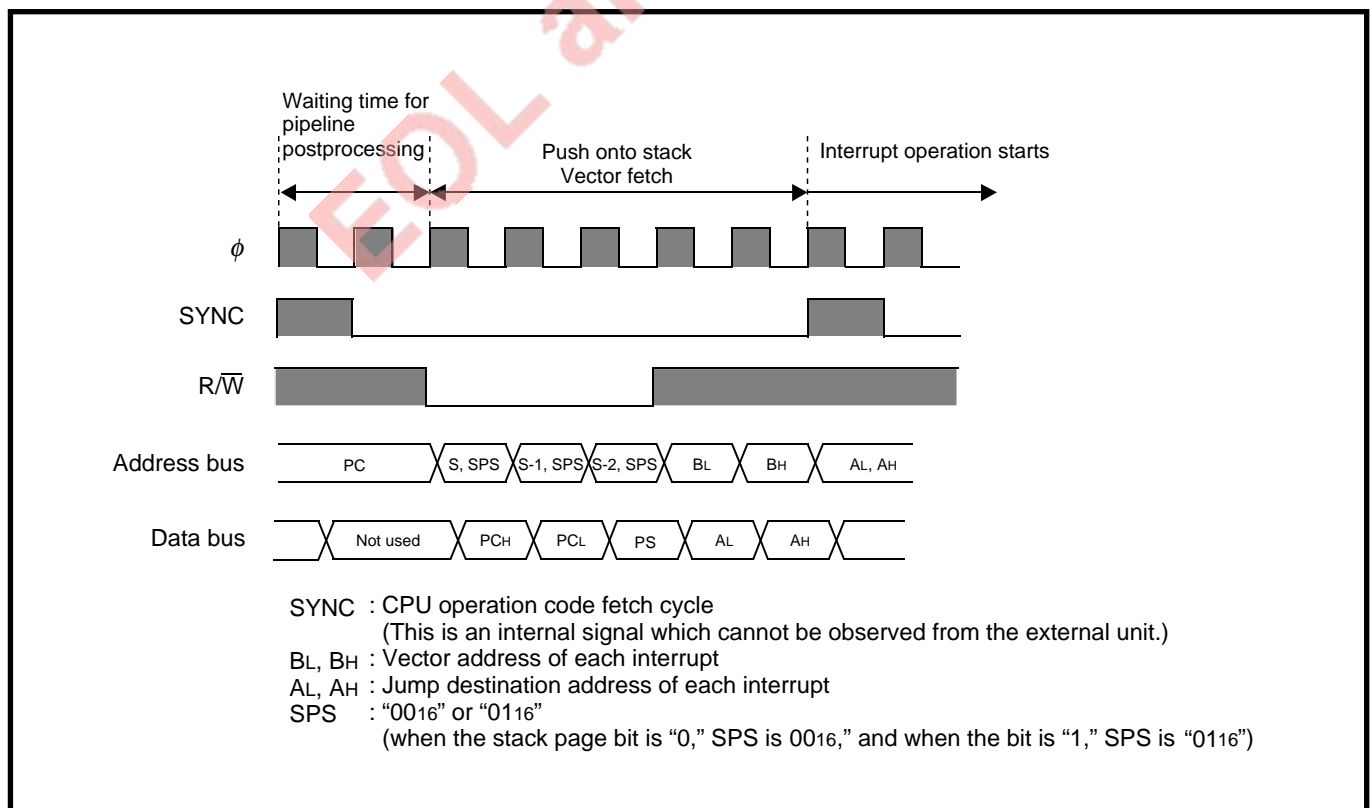 EOL an
Waiting time for
pipeline
postprocessing
Push onto stack
Vector fetch
Interrupt operation starts
ϕ
SYNC
R/W̅
Address bus
PC
S, SPS
S-1, SPS
S-2, SPS
BL
BH
AL, AH
Data bus
Not used
PCH
PCL
PS
AL
AH
SYNC : CPU operation code fetch cycle
(This is an internal signal which cannot be observed from the external unit.)
BL, BH : Vector address of each interrupt
AL, AH : Jump destination address of each interrupt
SPS : “0016” or “0116”
(when the stack page bit is “0,” SPS is 0016,” and when the bit is “1,” SPS is “0116”)